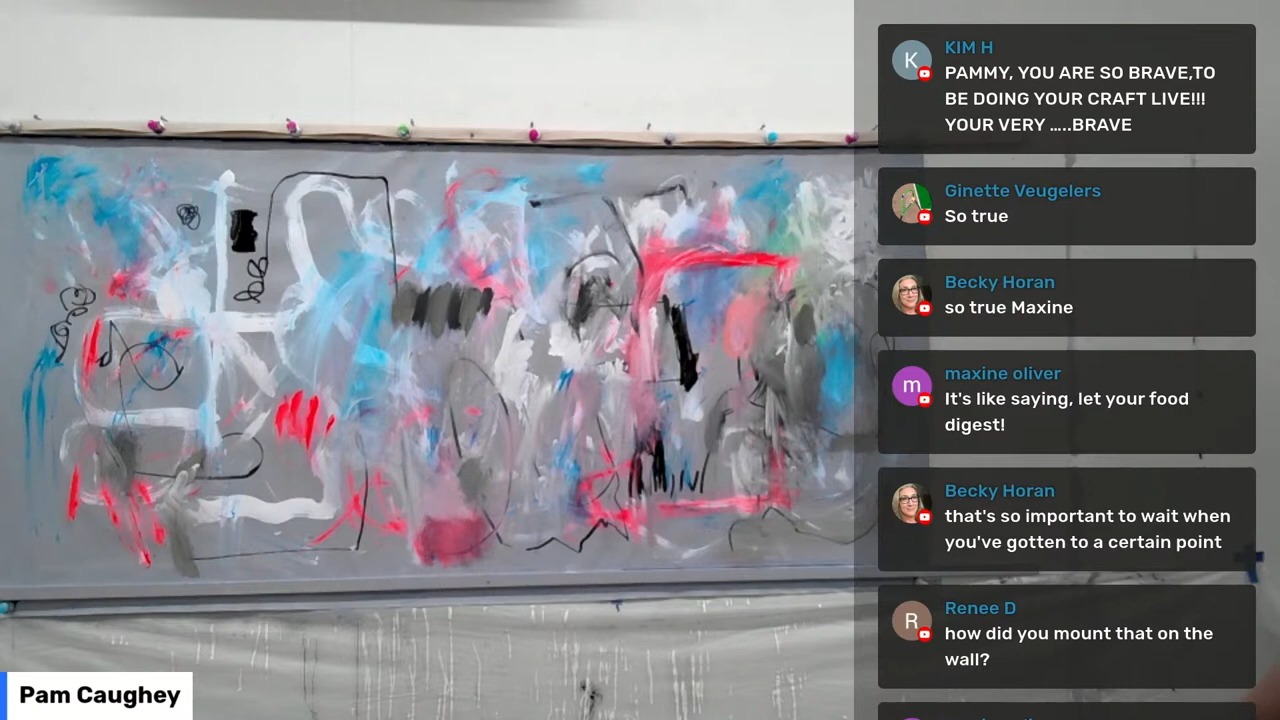 K
KIM H
PAMMY, YOU ARE SO BRAVE,TO
BE DOING YOUR CRAFT LIVE!!!
YOUR VERY …..BRAVE
Ginette Veugelers
So true
Becky Horan
so true Maxine
m
maxine oliver
It's like saying, let your food
digest!
Becky Horan
that's so important to wait when
you've gotten to a certain point
R
Renee D
how did you mount that on the
wall?
Pam Caughey